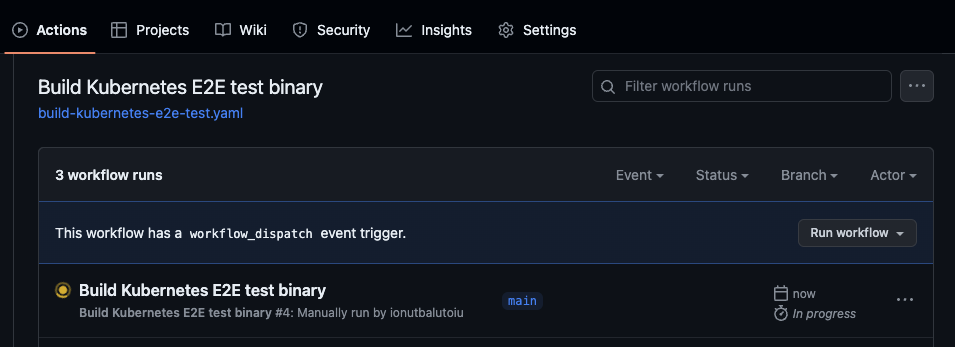 Actions Projects Wiki Security Insights Settings
Build Kubernetes E2E test binary
Filter workflow runs
build-kubernetes-e2e-test.yaml
3 workflow runs
Event Status Branch Actor
This workflow has a workflow_dispatch event trigger.
Run workflow
Build Kubernetes E2E test binary
Build Kubernetes E2E test binary #4: Manually run by ionutbalutoiu
main
now
In progress